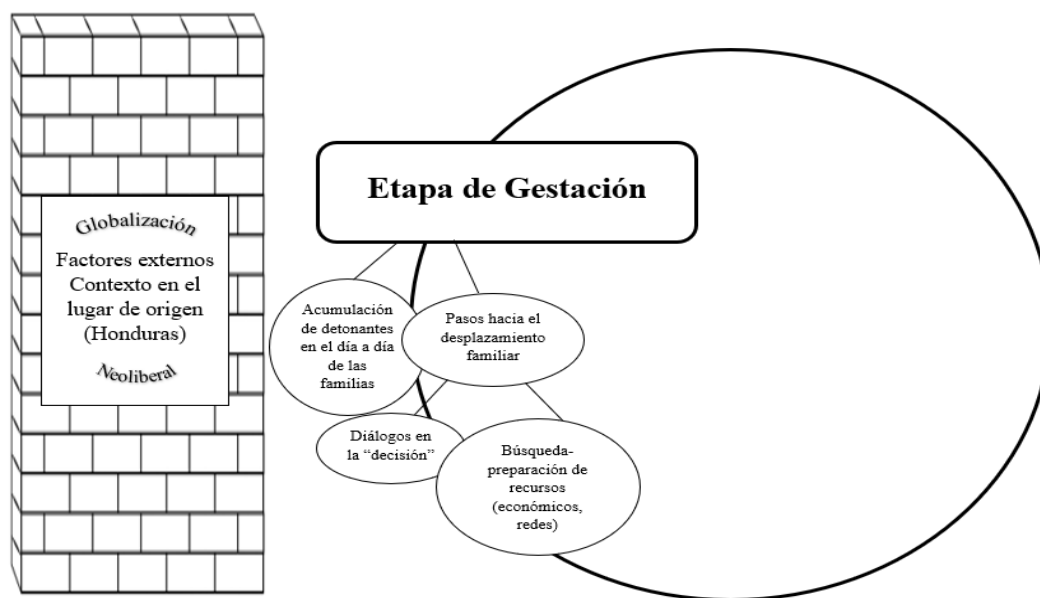 Etapa de Gestación
Globalización
Factores externos
Contexto en el
lugar de origen
(Honduras)
Neoliberal
Acumulación
de detonantes
en el día a día
de las
familias
Pasos hacia el
desplazamiento
familiar
Diálogos en
la “decisión”
Búsqueda-
preparación de
recursos
(económicos,
redes)